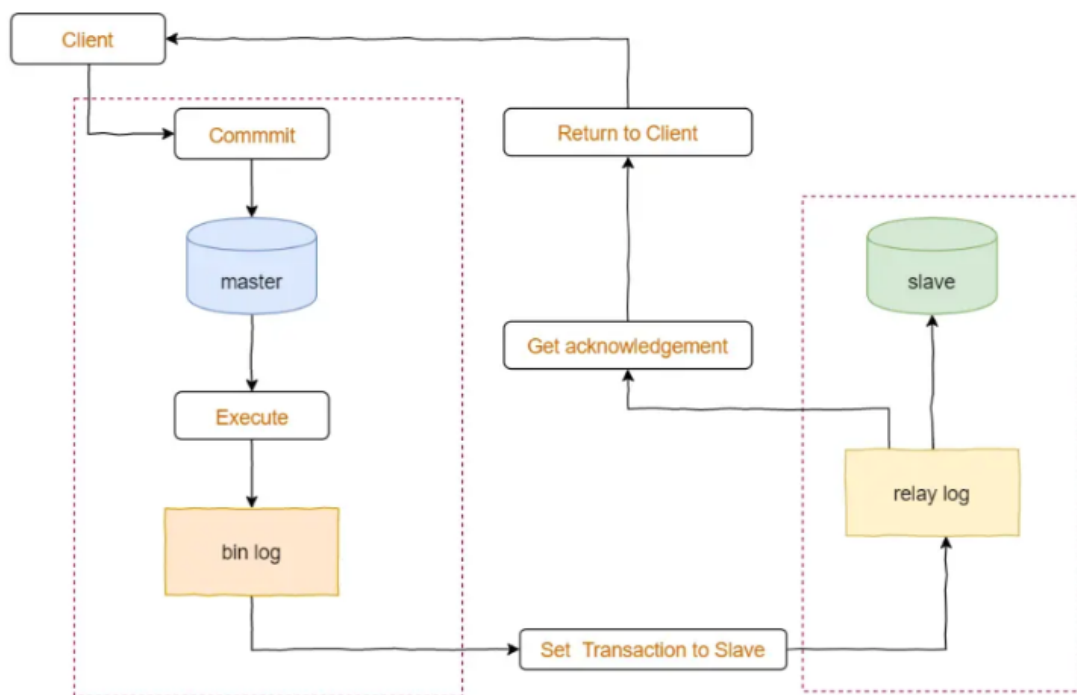 Client
Commmit
Return to Client
master
slave
Get acknowledgement
Execute
relay log
bin log
Set Transaction to Slave